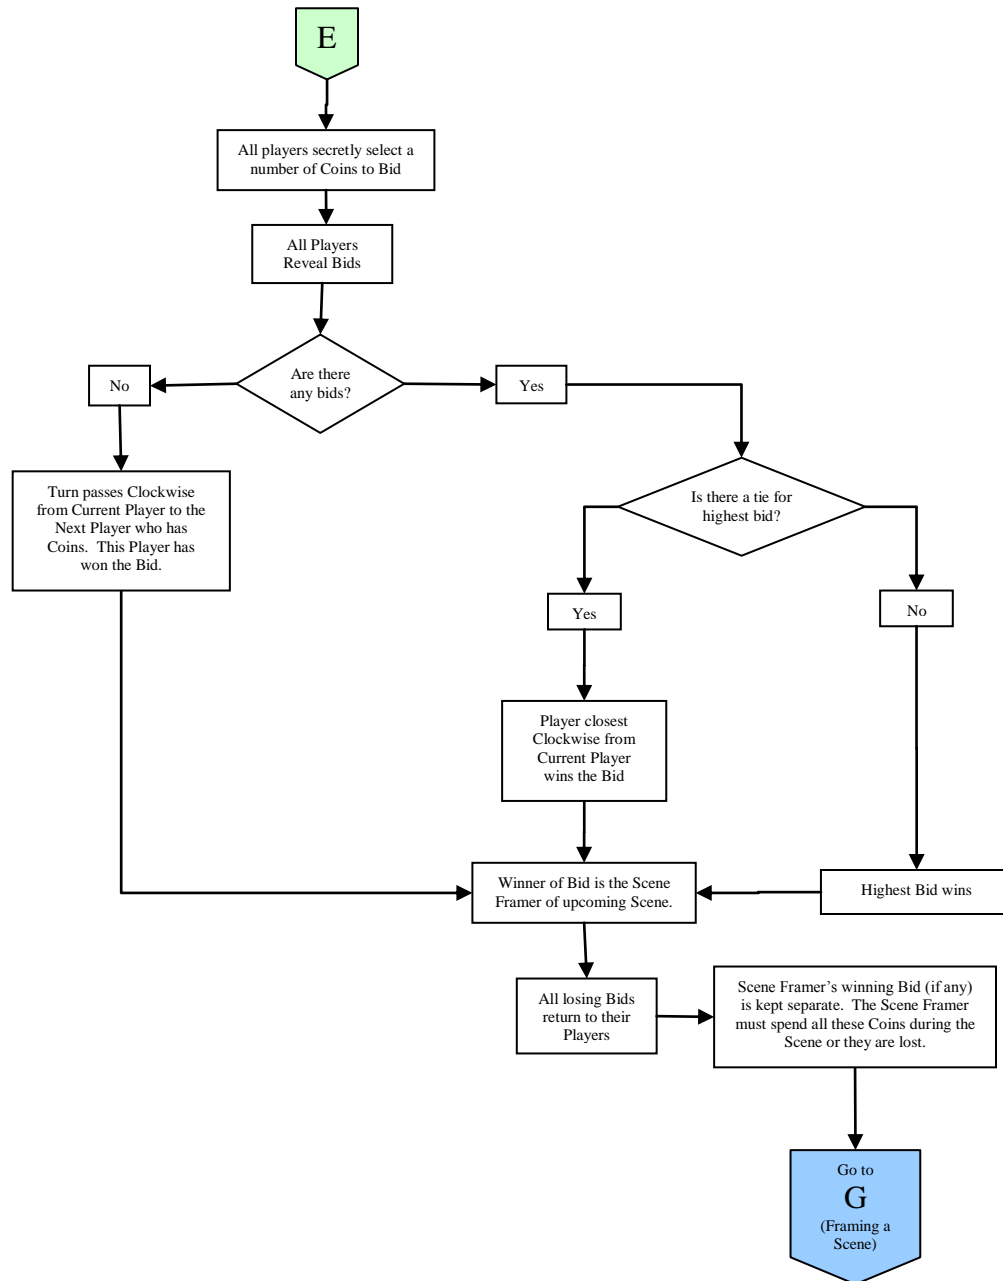 E
All players secretly select a
number of Coins to Bid
All Players
Reveal Bids
Are there
any bids?
No
Yes
Turn passes Clockwise
from Current Player to the
Next Player who has
Coins. This Player has
won the Bid.
Is there a tie for
highest bid?
Yes
No
Player closest
Clockwise from
Current Player
wins the Bid
Winner of Bid is the Scene
Framer of upcoming Scene.
Highest Bid wins
All losing Bids
return to their
Players
Scene Framer’s winning Bid (if any)
is kept separate. The Scene Framer
must spend all these Coins during the
Scene or they are lost.
Go to
G
(Framing a
Scene)